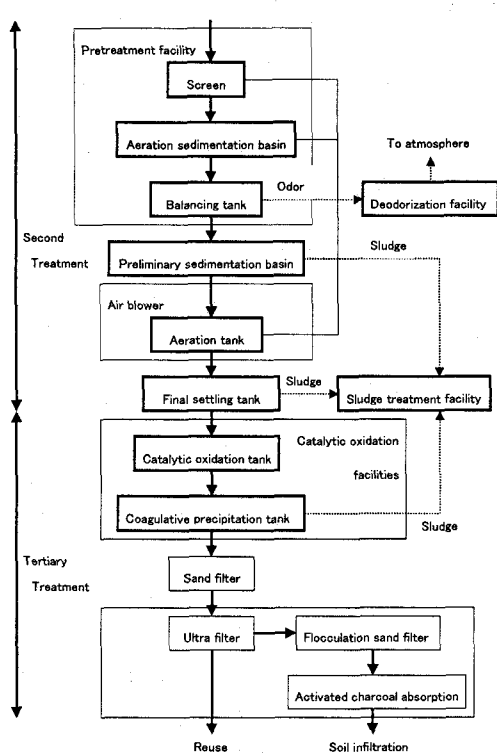 Pretreatment facility
Screen
Aeration sedimentation basin
To atmosphere
Odor
Balancing tank
Deodorization facility
Second
Treatment
Sludge
Preliminary sedimentation basin
Air blower
Aeration tank
Sludge
Final settling tank
Sludge treatment facility
Catalytic oxidation
facilities
Catalytic oxidation tank
Coagulative precipitation tank
Sludge
Tertiary
Treatment
Sand filter
Ultra filter
Flocculation sand filter
Activated charcoal absorption
Reuse
Soil infiltration